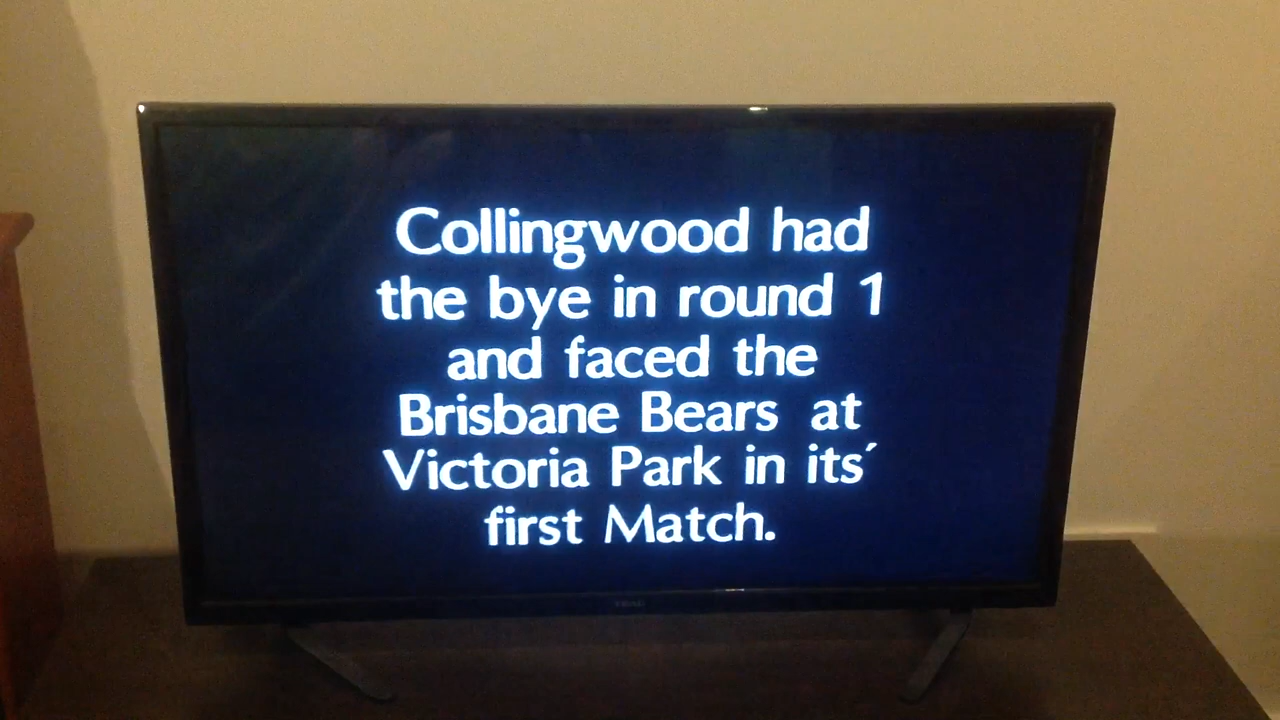 Collingwood had
the bye in round 1
and faced the
Brisbane Bears at
Victoria Park in its´
first Match.